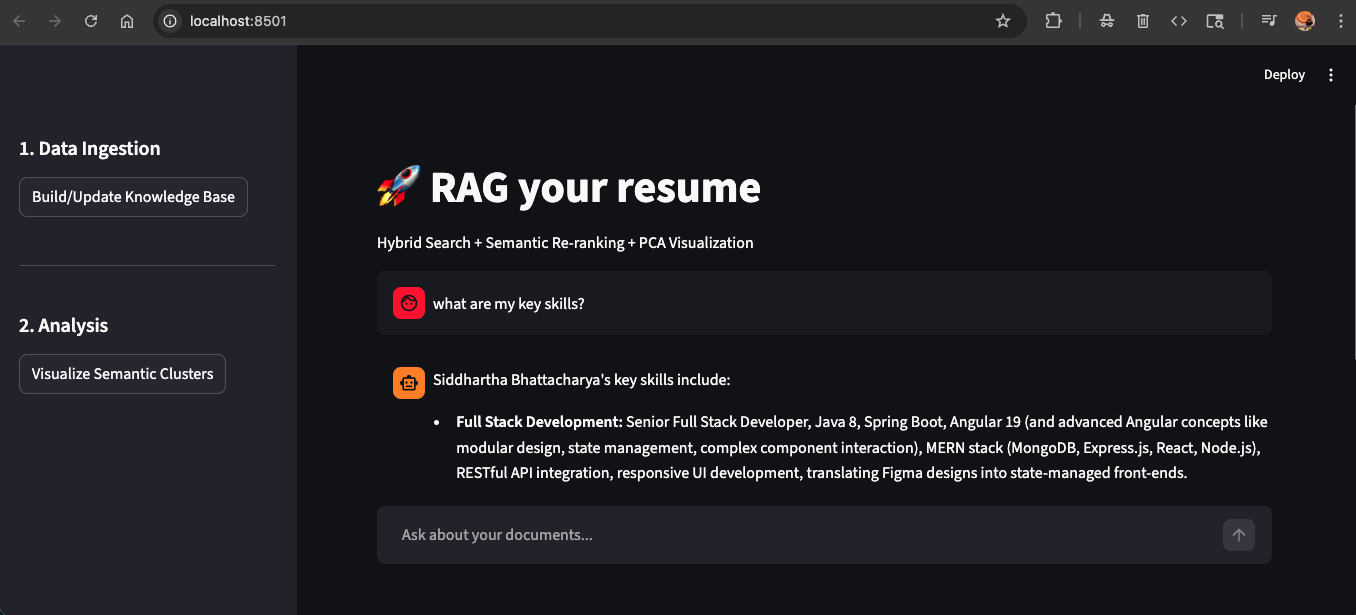 localhost:8501
Deploy
1. Data Ingestion
Build/Update Knowledge Base
2. Analysis
Visualize Semantic Clusters
🚀 RAG your resume
Hybrid Search + Semantic Re-ranking + PCA Visualization
what are my key skills?
Siddhartha Bhattacharya's key skills include:
• Full Stack Development: Senior Full Stack Developer, Java 8, Spring Boot, Angular 19 (and advanced Angular concepts like
modular design, state management, complex component interaction), MERN stack (MongoDB, Express.js, React, Node.js),
RESTful API integration, responsive UI development, translating Figma designs into state-managed front-ends.
Ask about your documents...